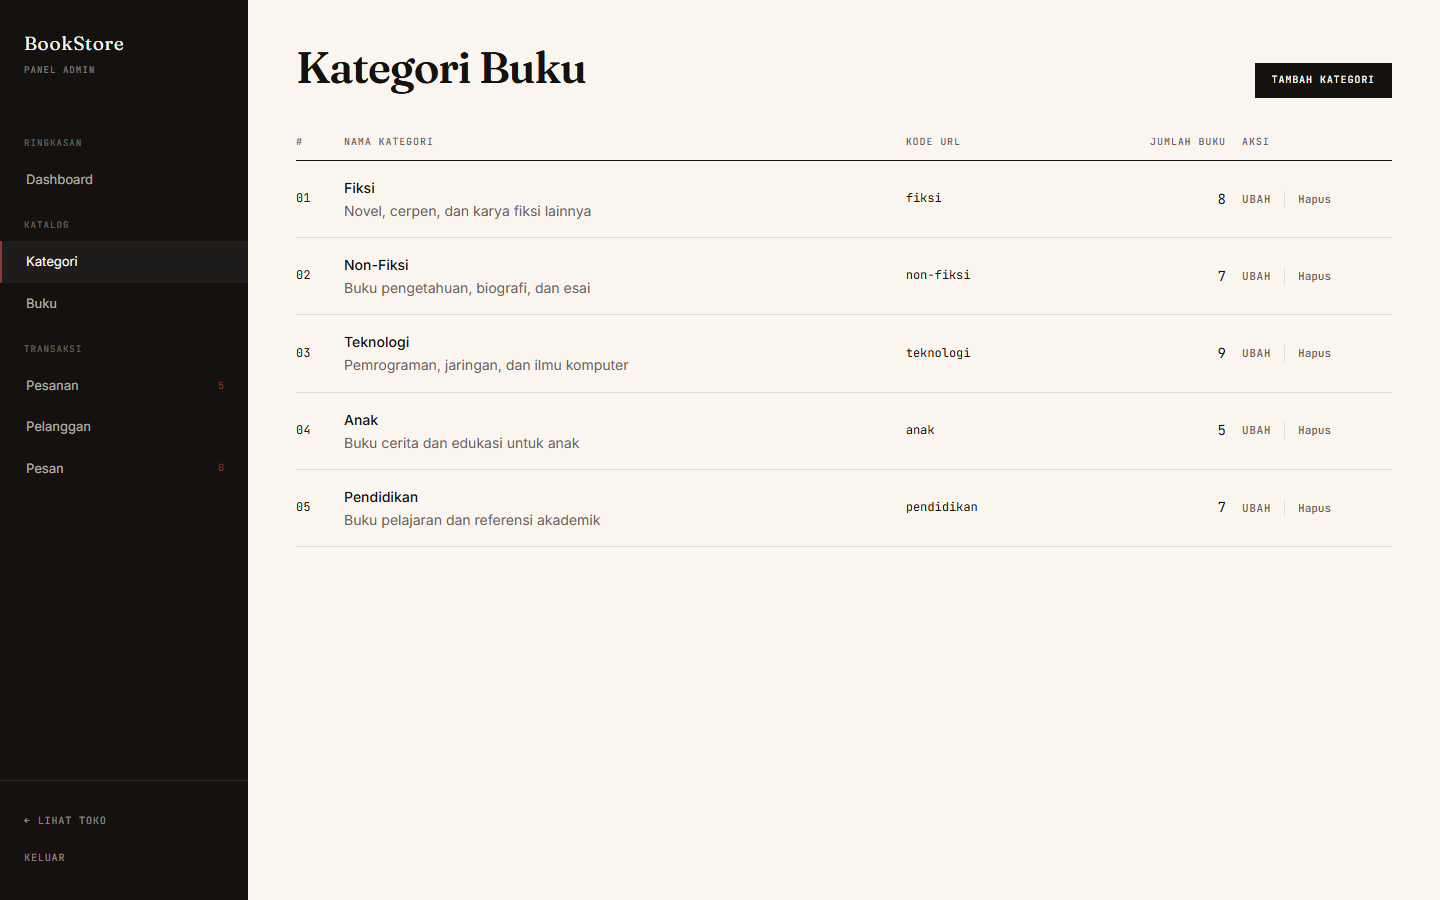 BookStore
PANEL ADMIN
RINGKASAN
Dashboard
KATALOG
Kategori
Buku
TRANSAKSI
Pesanan 5
Pelanggan
Pesan 0
← LIHAT TOKO
KELUAR
Kategori Buku
TAMBAH KATEGORI
# NAMA KATEGORI KODE URL JUMLAH BUKU AKSI
01 Fiksi fiksi 8 UBAH Hapus
Novel, cerpen, dan karya fiksi lainnya
02 Non-Fiksi non-fiksi 7 UBAH Hapus
Buku pengetahuan, biografi, dan esai
03 Teknologi teknologi 9 UBAH Hapus
Pemrograman, jaringan, dan ilmu komputer
04 Anak anak 5 UBAH Hapus
Buku cerita dan edukasi untuk anak
05 Pendidikan pendidikan 7 UBAH Hapus
Buku pelajaran dan referensi akademik